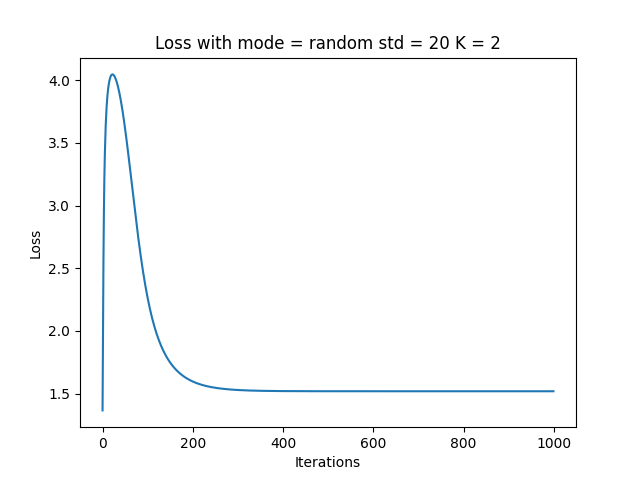 Loss with mode = random std = 20 K = 2
4.0
3.5
3.0
2.5
2.0
1.5
Loss
0 200 400 600 800 1000
Iterations